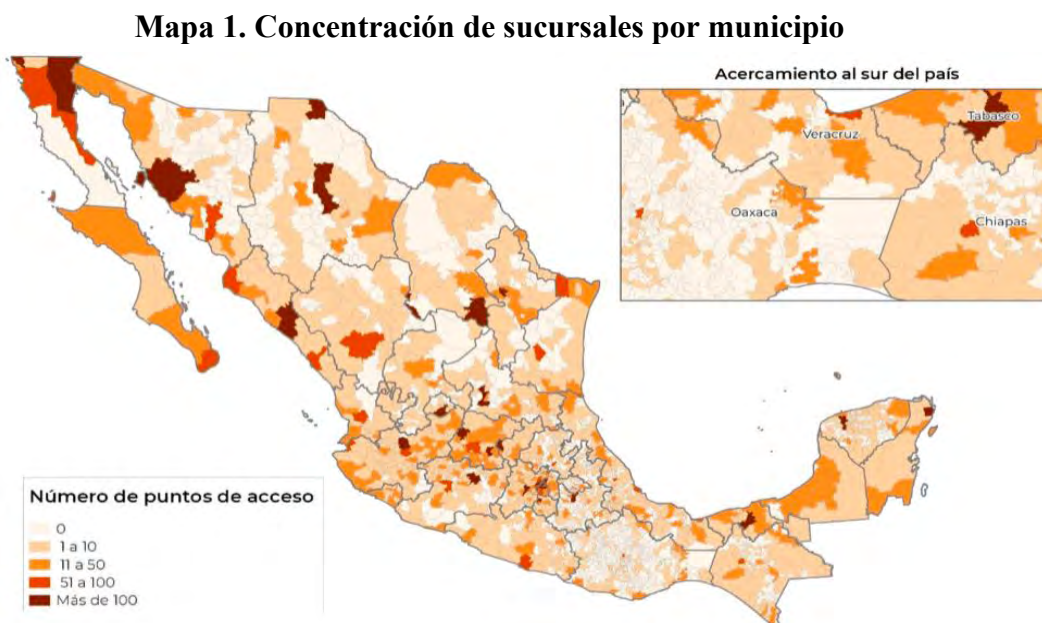 Mapa 1. Concentración de sucursales por municipio
Acercamiento al sur del país
Tabasco
Veracruz
Oaxaca
Chiapas
Número de puntos de acceso
0
1 a 10
11 a 50
51 a 100
Más de 100